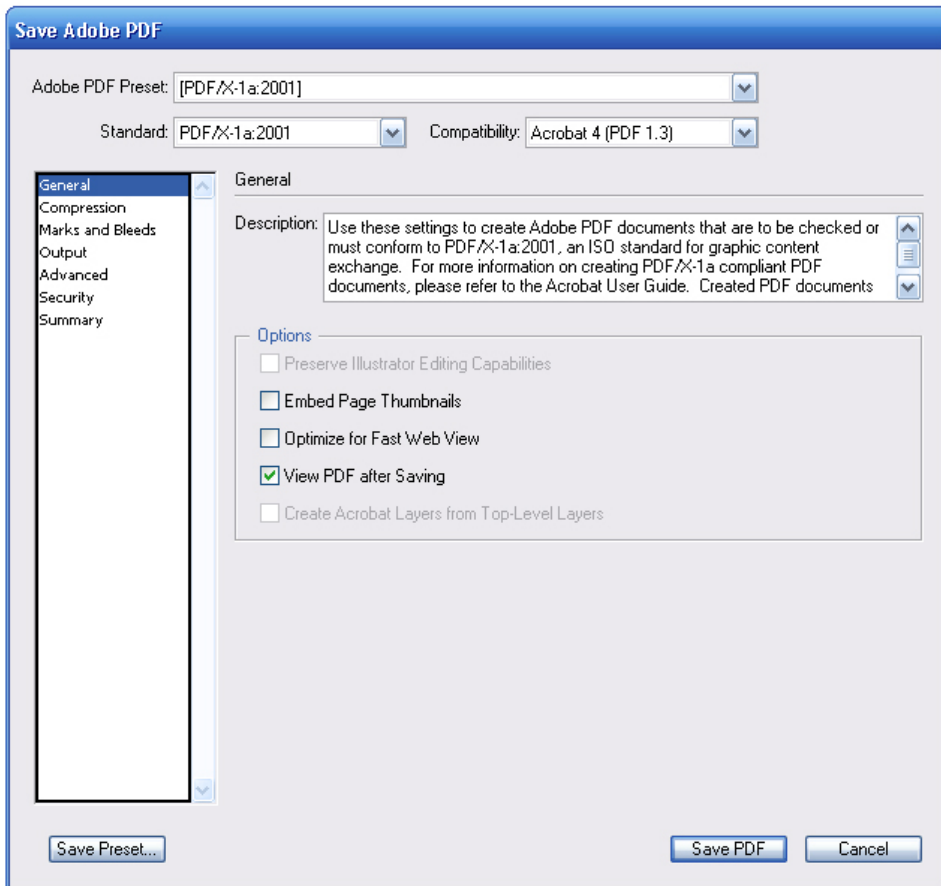 Save Adobe PDF
Adobe PDF Preset: [PDF/X-1a:2001]
Standard: PDF/X-1a:2001 Compatibility: Acrobat 4 (PDF 1.3)
General
Compression
Marks and Bleeds
Output
Advanced
Security
Summary
General
Description: Use these settings to create Adobe PDF documents that are to be checked or
must conform to PDF/X-1a:2001, an ISO standard for graphic content
exchange. For more information on creating PDF/X-1a compliant PDF
documents, please refer to the Acrobat User Guide. Created PDF documents
Options
Preserve Illustrator Editing Capabilities
Embed Page Thumbnails
Optimize for Fast Web View
View PDF after Saving
Create Acrobat Layers from Top-Level Layers
Save Preset... Save PDF Cancel